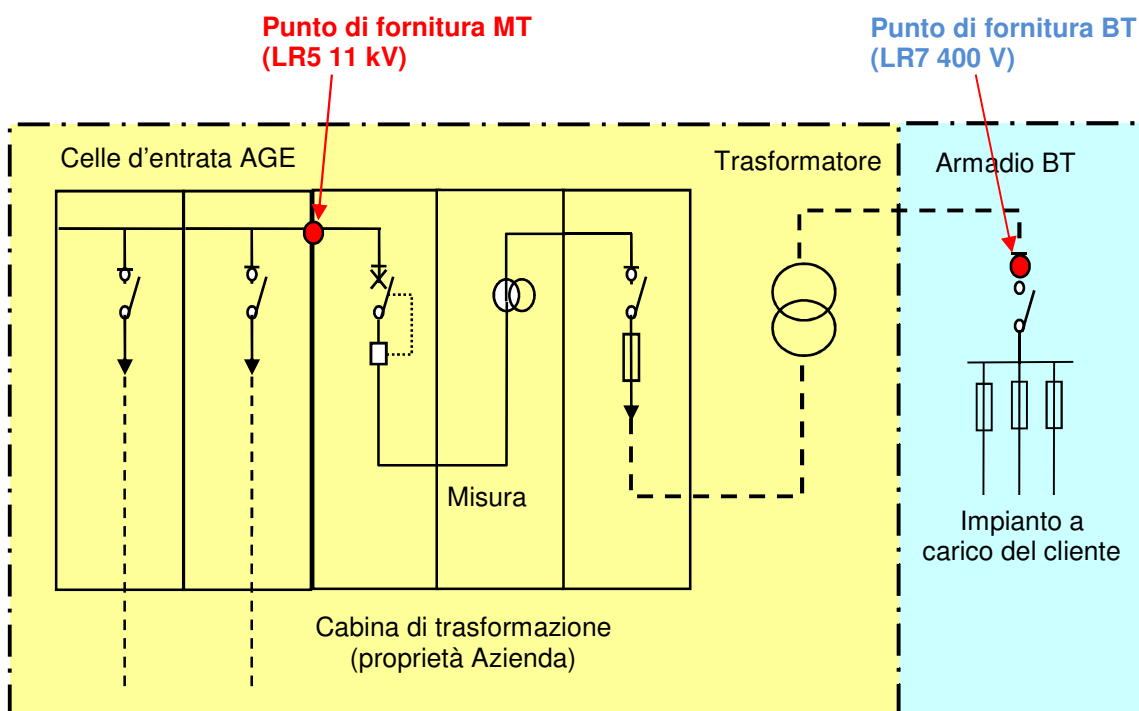 Punto di fornitura MT
(LR5 11 kV)
Punto di fornitura BT
(LR7 400 V)
Celle d'entrata AGE
Trasformatore
Armadio BT
Misura
Impianto a
carico del cliente
Cabina di trasformazione
(proprietà Azienda)